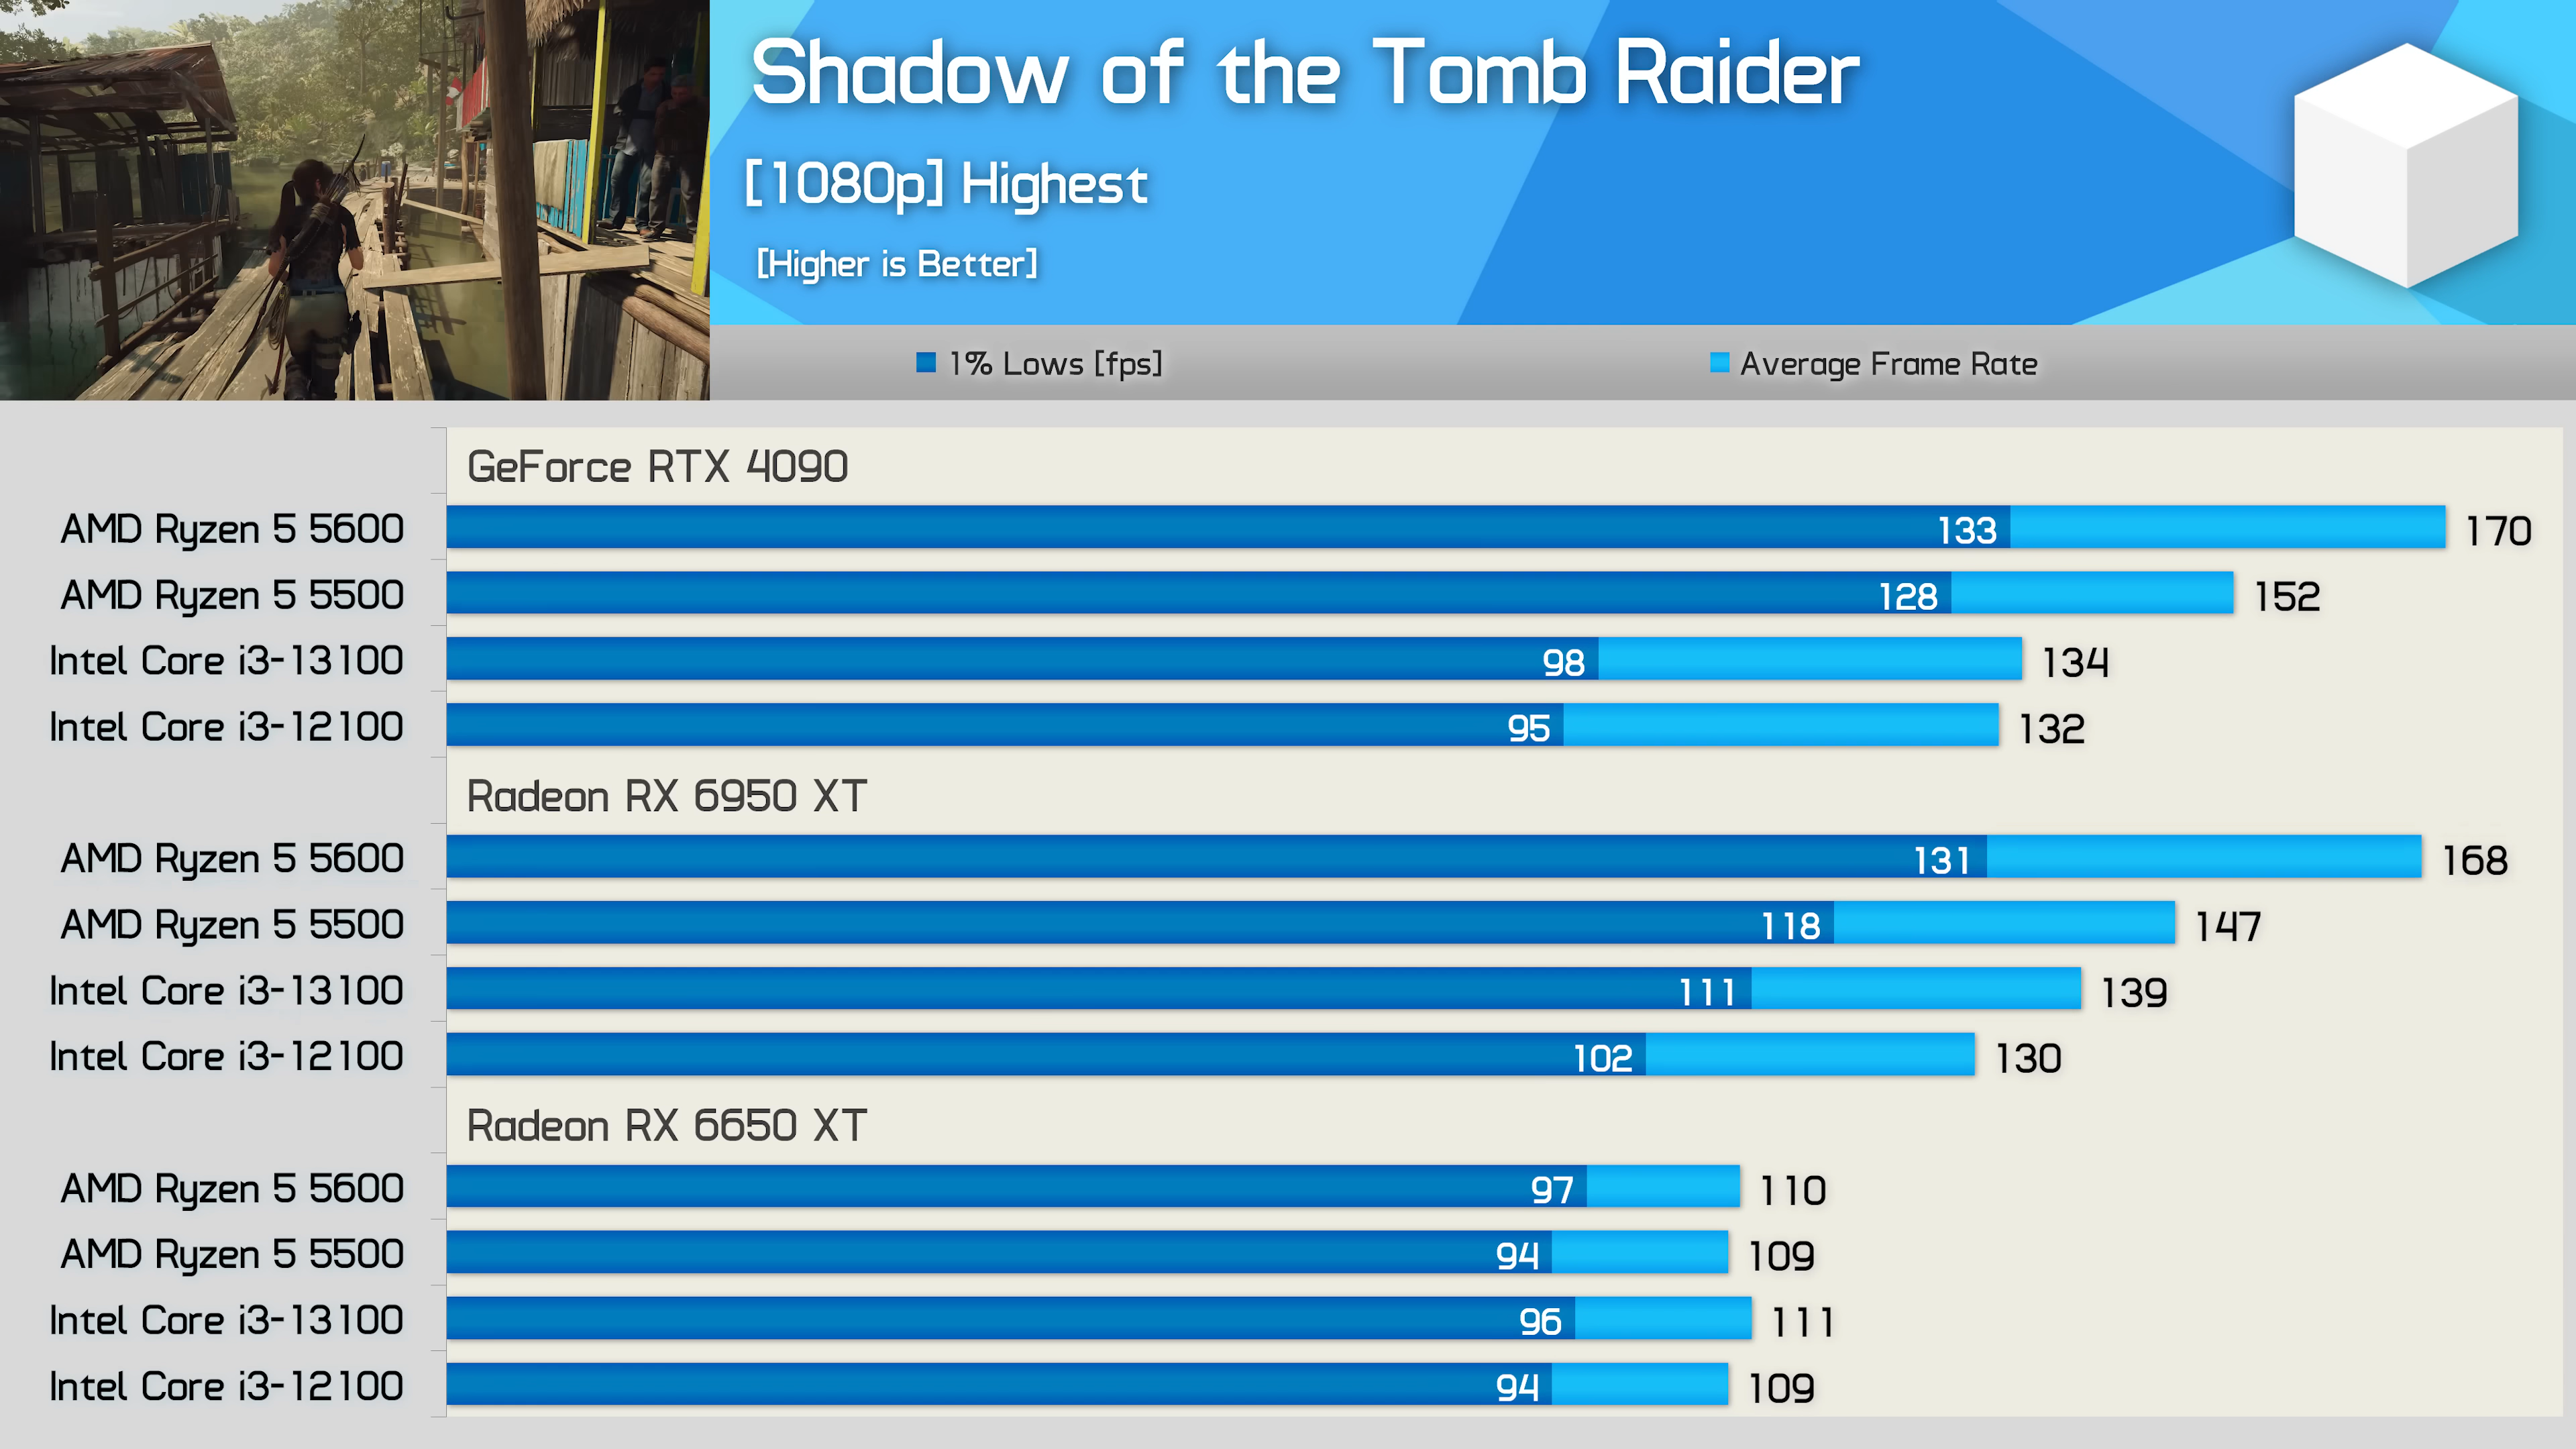 Shadow of the Tomb Raider
[1080p] Highest
[Higher is Better]
1% Lows [fps] Average Frame Rate
GeForce RTX 4090
AMD Ryzen 5 5600 133 170
AMD Ryzen 5 5500 128 152
Intel Core i3-13100 98 134
Intel Core i3-12100 95 132
Radeon RX 6950 XT
AMD Ryzen 5 5600 131 168
AMD Ryzen 5 5500 118 147
Intel Core i3-13100 111 139
Intel Core i3-12100 102 130
Radeon RX 6650 XT
AMD Ryzen 5 5600 97 110
AMD Ryzen 5 5500 94 109
Intel Core i3-13100 96 111
Intel Core i3-12100 94 109